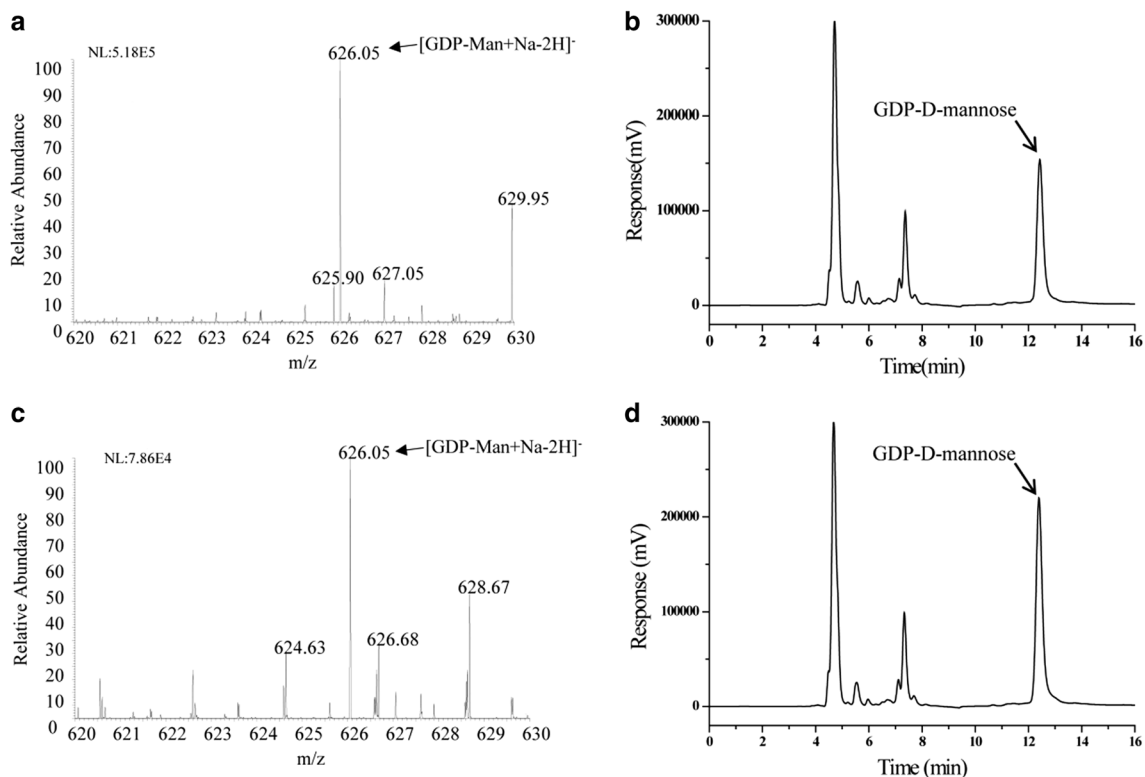 a
NL:5.18E5
626.05
[GDP-Man+Na-2H]-
100
90
80
70
60
50
40
30
20
10
0
Relative Abundance
629.95
625.90
627.05
620 621 622 623 624 625 626 627 628 629 630
m/z
b
300000
200000
100000
0
Response(mV)
GDP-D-mannose
0 2 4 6 8 10 12 14 16
Time(min)
c
NL:7.86E4
626.05
[GDP-Man+Na-2H]-
100
90
80
70
60
50
40
30
20
10
0
Relative Abundance
628.67
624.63
626.68
620 621 622 623 624 625 626 627 628 629 630
m/z
d
300000
200000
100000
0
Response (mV)
GDP-D-mannose
0 2 4 6 8 10 12 14 16
Time (min)